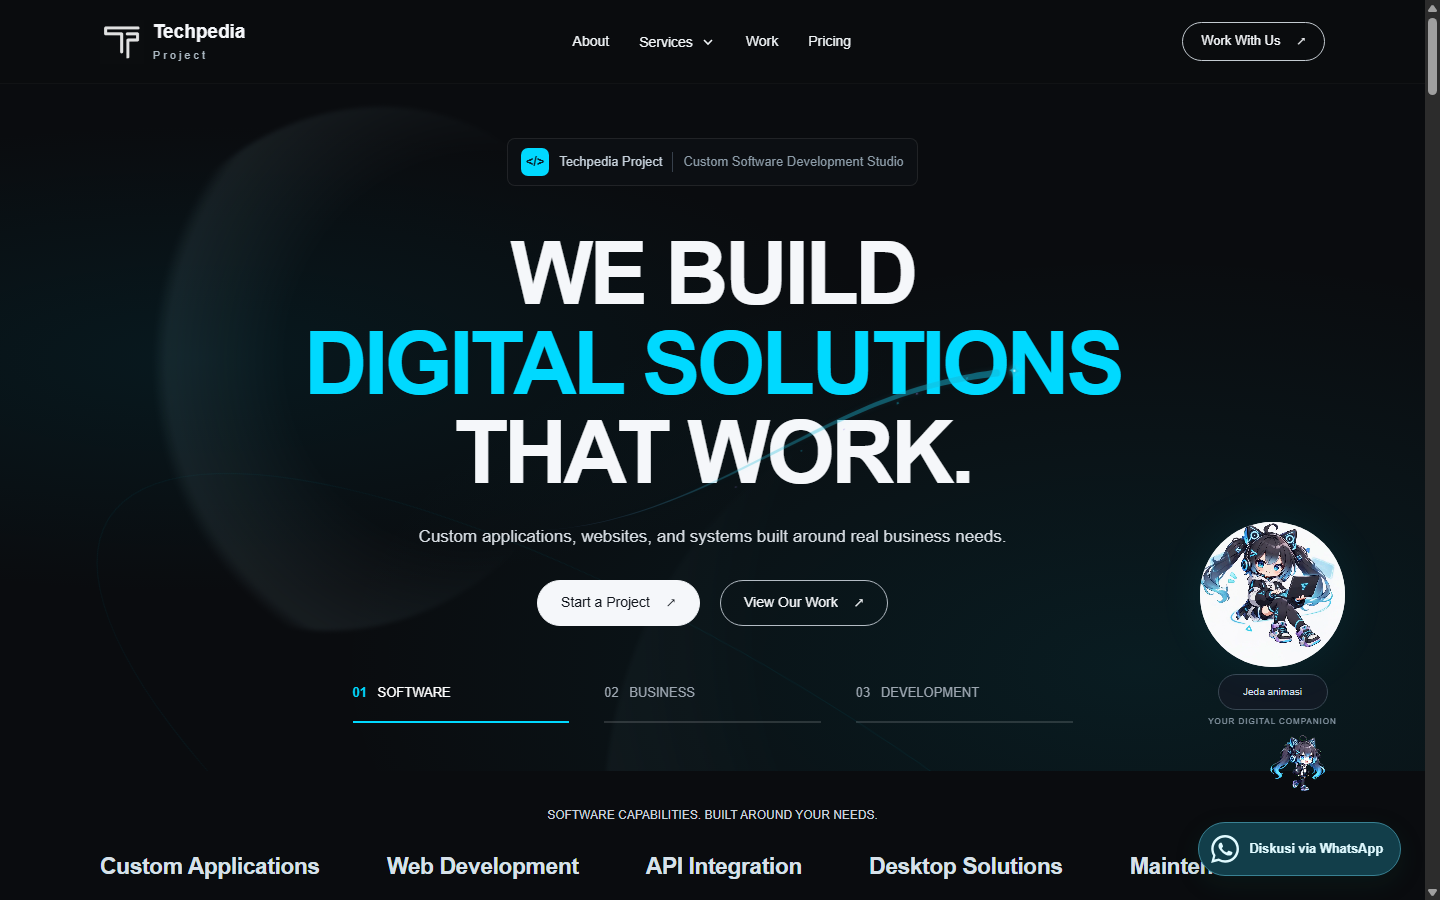 Techpedia
Project
About
Services
Work
Pricing
Work With Us
</> Techpedia Project | Custom Software Development Studio
WE BUILD
DIGITAL SOLUTIONS
THAT WORK.
Custom applications, websites, and systems built around real business needs.
Start a Project
View Our Work
01 SOFTWARE
02 BUSINESS
03 DEVELOPMENT
Jeda animasi
YOUR DIGITAL COMPANION
SOFTWARE CAPABILITIES. BUILT AROUND YOUR NEEDS.
Custom Applications
Web Development
API Integration
Desktop Solutions
Diskusi via WhatsApp